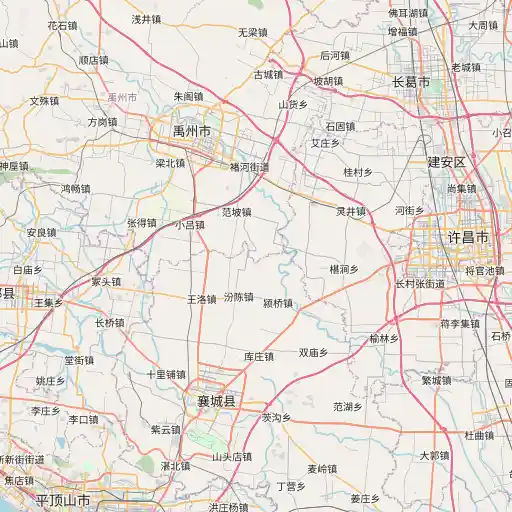 花石镇
浅井镇
无梁镇
佛耳湖镇
大周镇
增福镇
山镇
顺店镇
后河镇
老城镇
古城镇
坡胡镇
长葛市
文殊镇
禹州市
朱阁镇
山货乡
方岗镇
禹州市
石固镇
艾庄乡
小召
建安区
梁北镇
褚河街道
桂村乡
神垕镇
鸿畅镇
尚集镇
张得镇
小吕镇
范坡镇
灵井镇
河街乡
安良镇
许昌市
白庙乡
椹涧乡
将官池镇
冢头镇
长村张街道
郏县
王集乡
王洛镇
汾陈镇
颍桥镇
长桥镇
蒋李集镇
榆林乡
石桥
堂街镇
库庄镇
双庙乡
姚庄乡
十里铺镇
繁城镇
固
李庄乡
襄城县
范湖乡
李口镇
茨沟乡
紫云镇
杜曲镇
新新街街道
湛北镇
山头店镇
大郭镇
焦店镇
麦岭镇
平顶山市
丁营乡
姜庄乡
洪庄杨镇